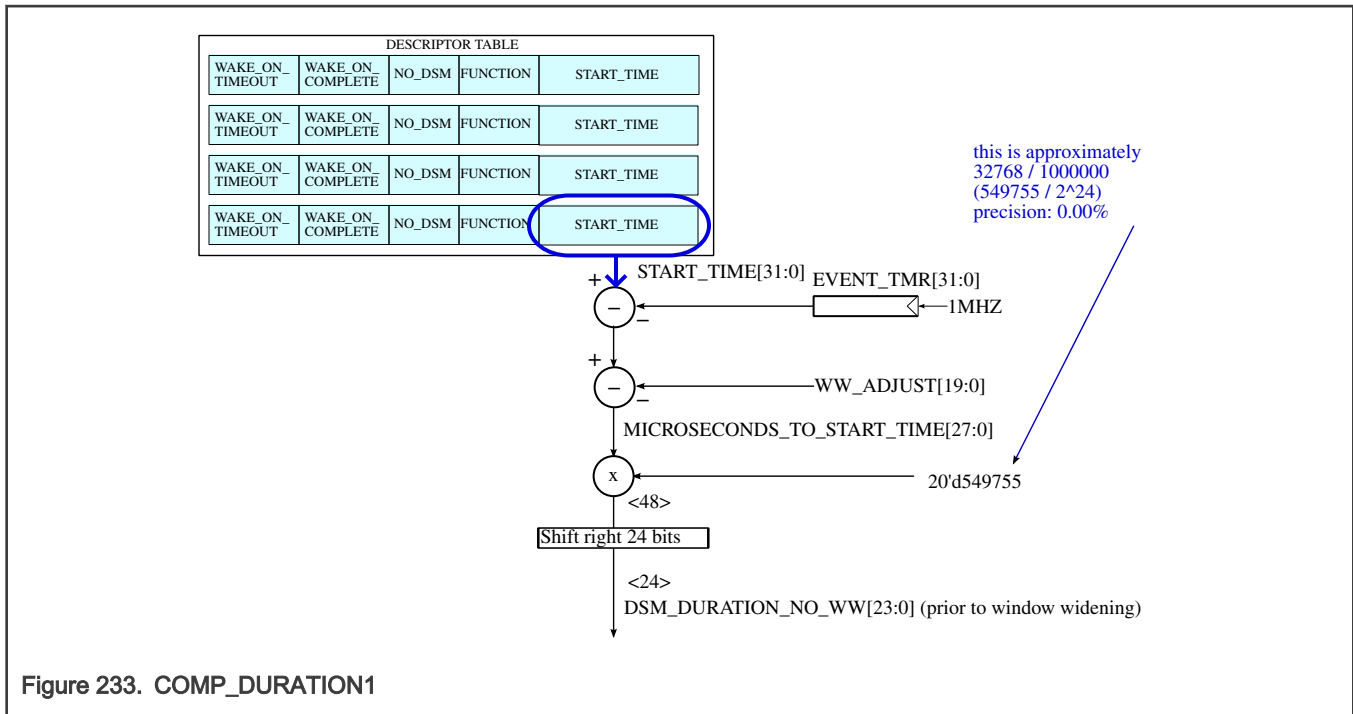 DESCRIPTOR TABLE
WAKE_ON_
TIMEOUT
WAKE_ON_
COMPLETE
NO_DSM
FUNCTION
START_TIME
WAKE_ON_
TIMEOUT
WAKE_ON_
COMPLETE
NO_DSM
FUNCTION
START_TIME
WAKE_ON_
TIMEOUT
WAKE_ON_
COMPLETE
NO_DSM
FUNCTION
START_TIME
WAKE_ON_
TIMEOUT
WAKE_ON_
COMPLETE
NO_DSM
FUNCTION
START_TIME
this is approximately
32768 / 1000000
(549755 / 2^24)
precision: 0.00%
+
START_TIME[31:0]
EVENT_TMR[31:0]
−
−
1MHZ
+
−
−
WW_ADJUST[19:0]
MICROSECONDS_TO_START_TIME[27:0]
x
20'd549755
<48>
Shift right 24 bits
<24>
DSM_DURATION_NO_WW[23:0] (prior to window widening)
Figure 233. COMP_DURATION1